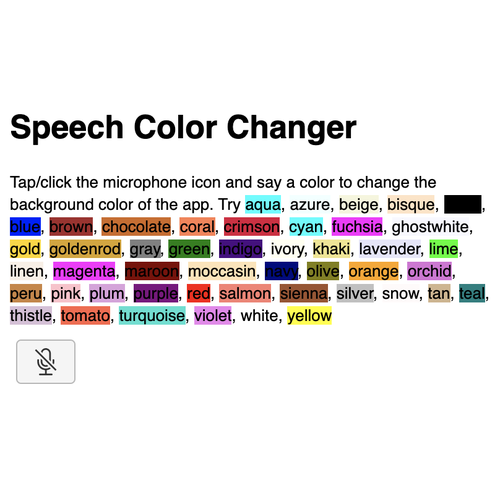 Speech Color Changer
Tap/click the microphone icon and say a color to change the
background color of the app. Try aqua, azure, beige, bisque, ,
blue, brown, chocolate, coral, crimson, cyan, fuchsia, ghostwhite,
gold, goldenrod, gray, green, indigo, ivory, khaki, lavender, lime,
linen, magenta, maroon, moccasin, navy, olive, orange, orchid,
peru, pink, plum, purple, red, salmon, sienna, silver, snow, tan, teal,
thistle, tomato, turquoise, violet, white, yellow